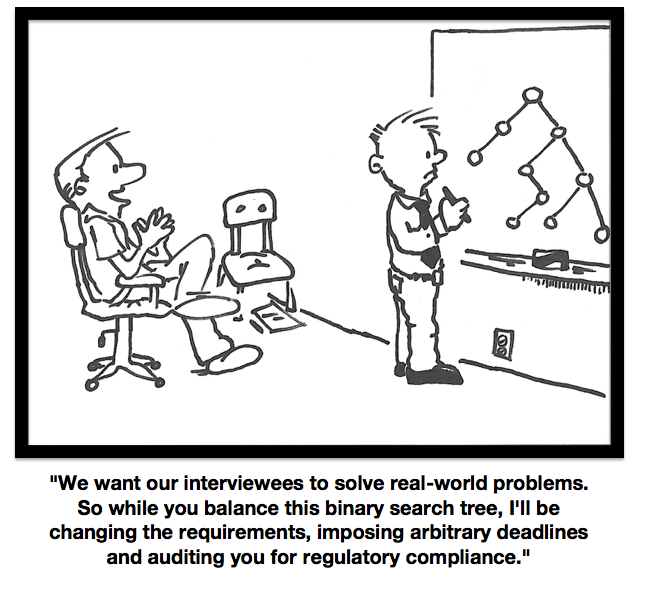 "We want our interviewees to solve real-world problems.
So while you balance this binary search tree, I'll be
changing the requirements, imposing arbitrary deadlines
and auditing you for regulatory compliance."